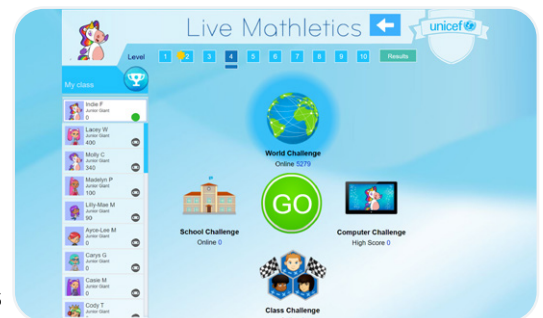 Live Mathletics
unicef
Level 1 2 3 4 5 6 7 8 9 10 Results
My class
Indie F
Junior Giant
0
Lacey W
Junior Giant
400
Molly C
Junior Giant
340
Madelyn P
Junior Giant
100
Lilly-Mae M
Junior Giant
90
Ayce-Lee M
Junior Giant
0
Carys G
Junior Giant
0
Casie M
Junior Giant
0
Cody T
Junior Giant
World Challenge
Online 5279
GO
School Challenge
Online 0
Computer Challenge
High Score 0
Class Challenge
s